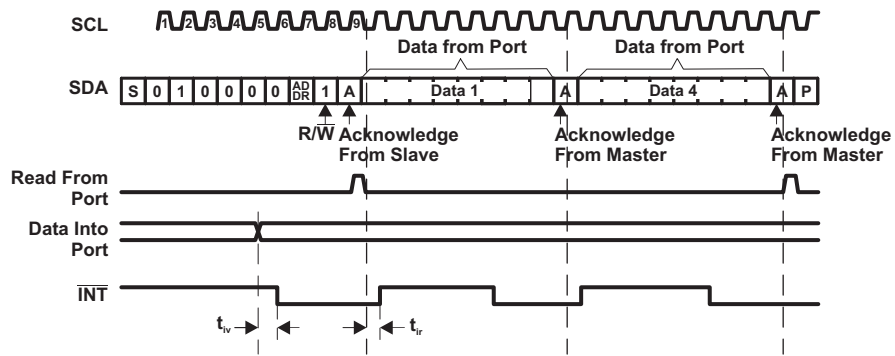 SCL
1 2 3 4 5 6 7 8 9
Data from Port Data from Port
SDA S 0 1 0 0 0 0 AD DR 1 A Data 1 A Data 4 A P
R/W̅ Acknowledge From Slave
Acknowledge From Master
Acknowledge From Master
Read From
Port
Data Into
Port
I̅N̅T̅
tiv tir